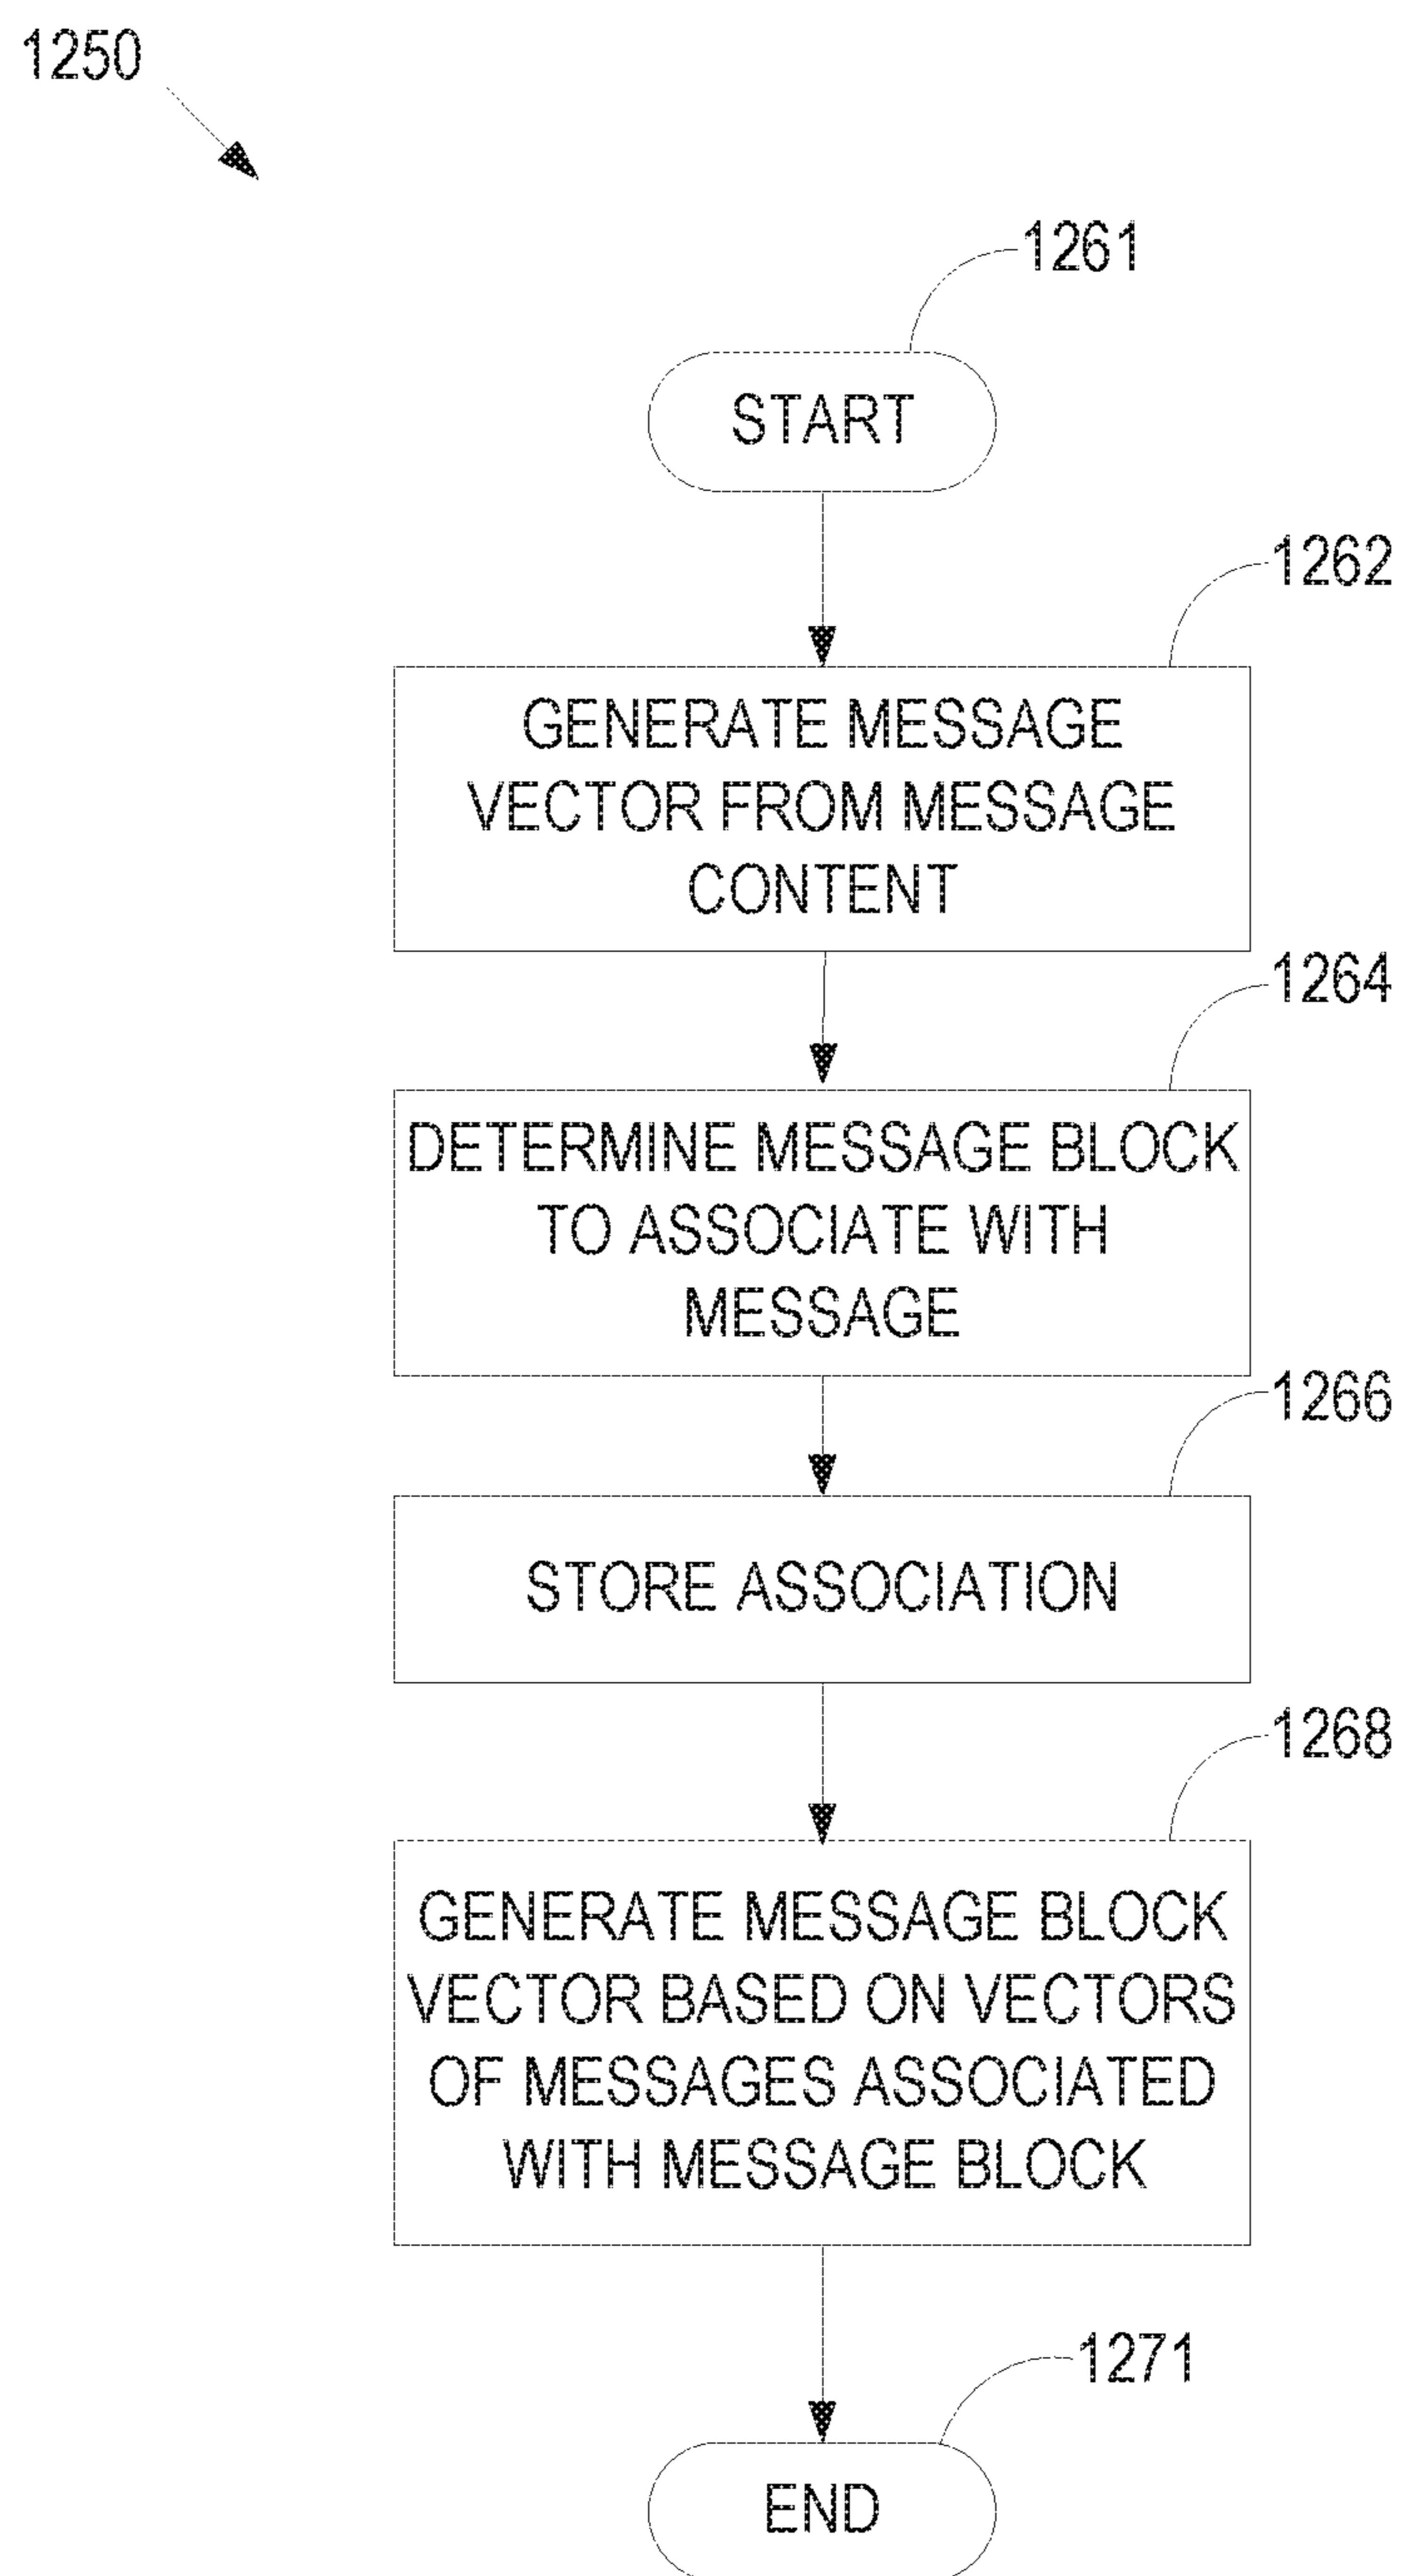 1250
1261
START
1262
GENERATE MESSAGE
VECTOR FROM MESSAGE
CONTENT
1264
DETERMINE MESSAGE BLOCK
TO ASSOCIATE WITH
MESSAGE
1266
STORE ASSOCIATION
1268
GENERATE MESSAGE BLOCK
VECTOR BASED ON VECTORS
OF MESSAGES ASSOCIATED
WITH MESSAGE BLOCK
1271
END